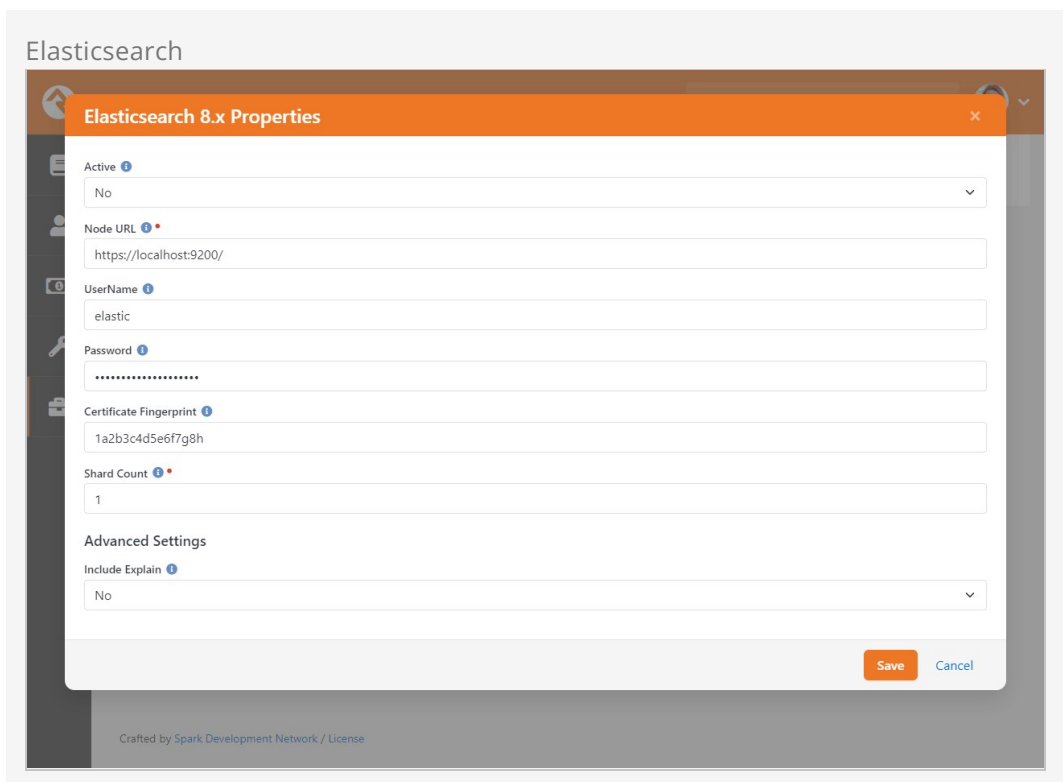 Elasticsearch
Elasticsearch 8.x Properties
Active
No
Node URL
https://localhost:9200/
UserName
elastic
Password
••••••••••••••••••••
Certificate Fingerprint
1a2b3c4d5e6f7g8h
Shard Count
1
Advanced Settings
Include Explain
No
Save Cancel
Crafted by Spark Development Network / License